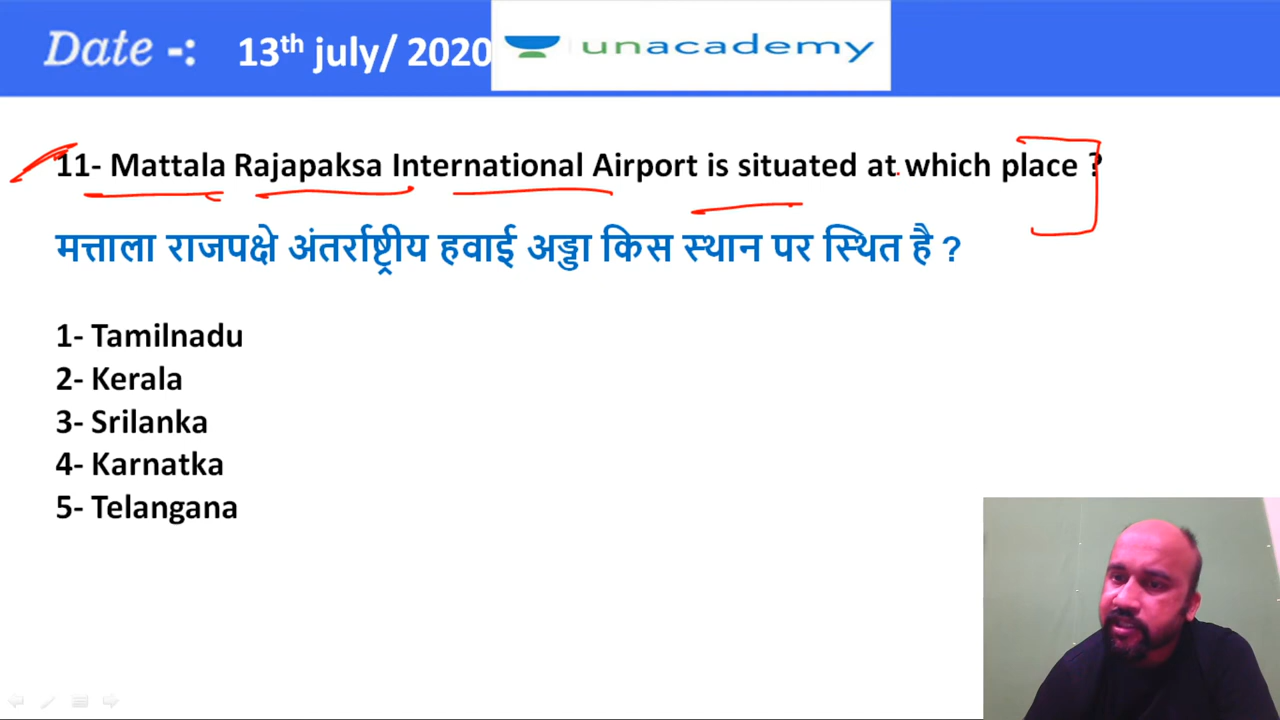 Date -: 13th july/ 2020 unacademy
11- Mattala Rajapaksa International Airport is situated at which place ?
मत्ताला राजपक्षे अंतर्राष्ट्रीय हवाई अड्डा किस स्थान पर स्थित है ?
1- Tamilnadu
2- Kerala
3- Srilanka
4- Karnatka
5- Telangana